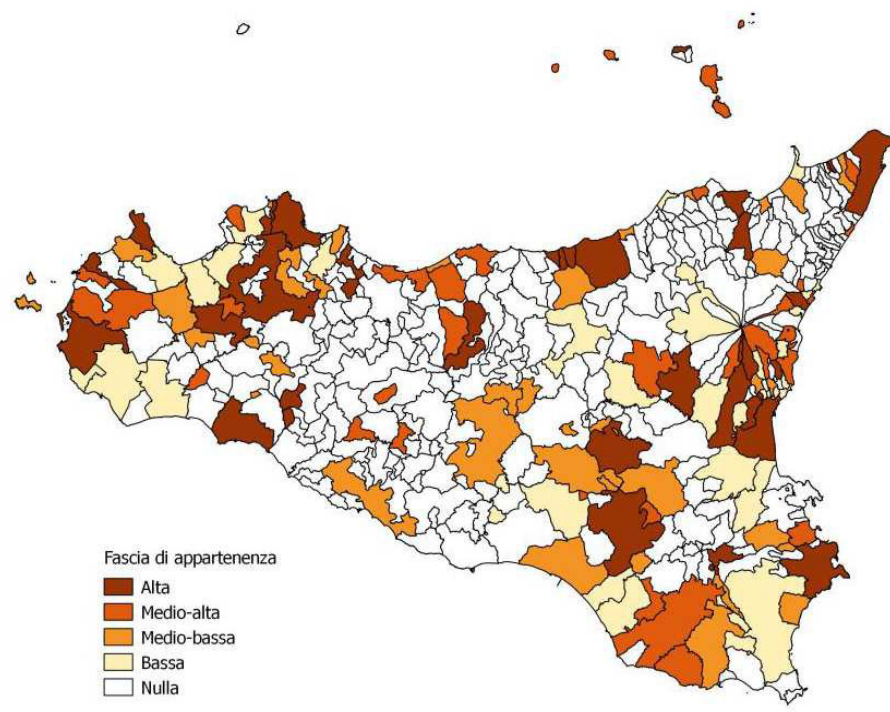 Fascia di appartenenza
Alta
Medio-alta
Medio-bassa
Bassa
Nulla